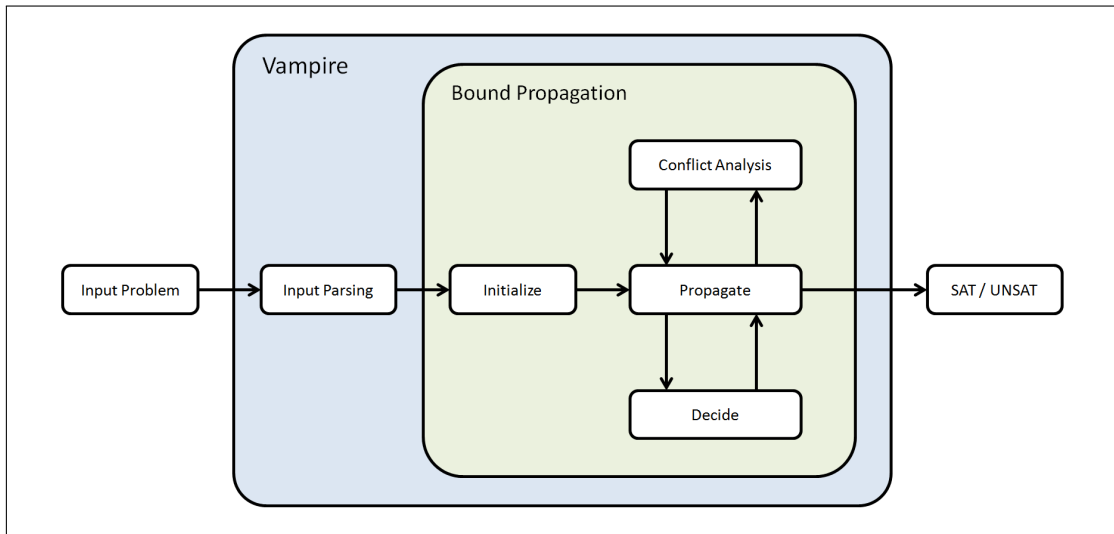 Vampire
Bound Propagation
Conflict Analysis
Input Problem
Input Parsing
Initialize
Propagate
SAT / UNSAT
Decide